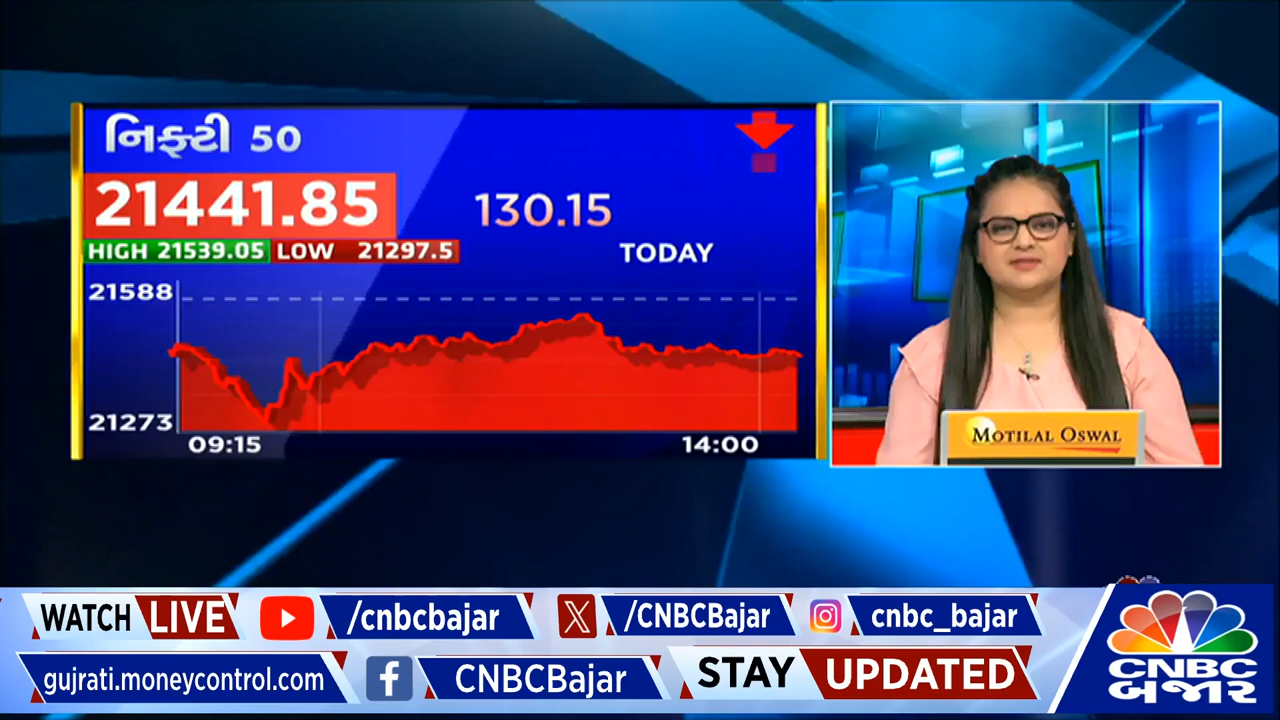 નિફ્ટી 50
21441.85
130.15
HIGH 21539.05 LOW 21297.5
TODAY
21588
21273
09:15 14:00
MOTILAL OSWAL
WATCH LIVE /cnbcbajar /CNBCBajar cnbc_bajar
gujrati.moneycontrol.com CNBCBajar STAY UPDATED
CNBC
બજાર